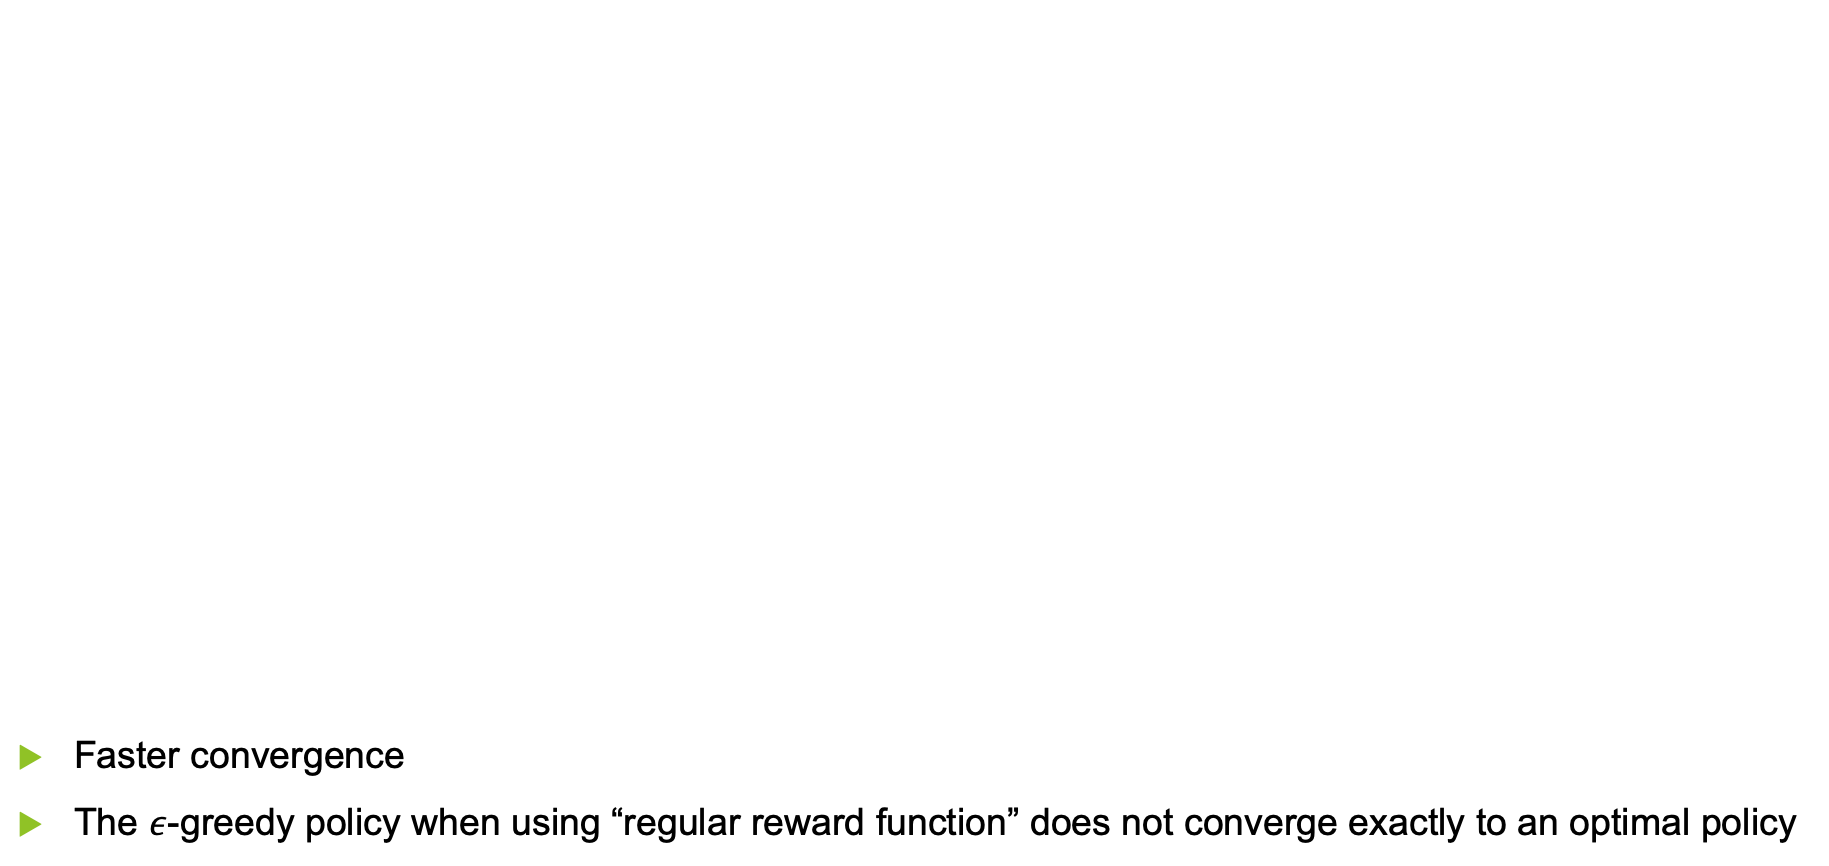 Faster convergence
The ϵ-greedy policy when using “regular reward function” does not converge exactly to an optimal policy